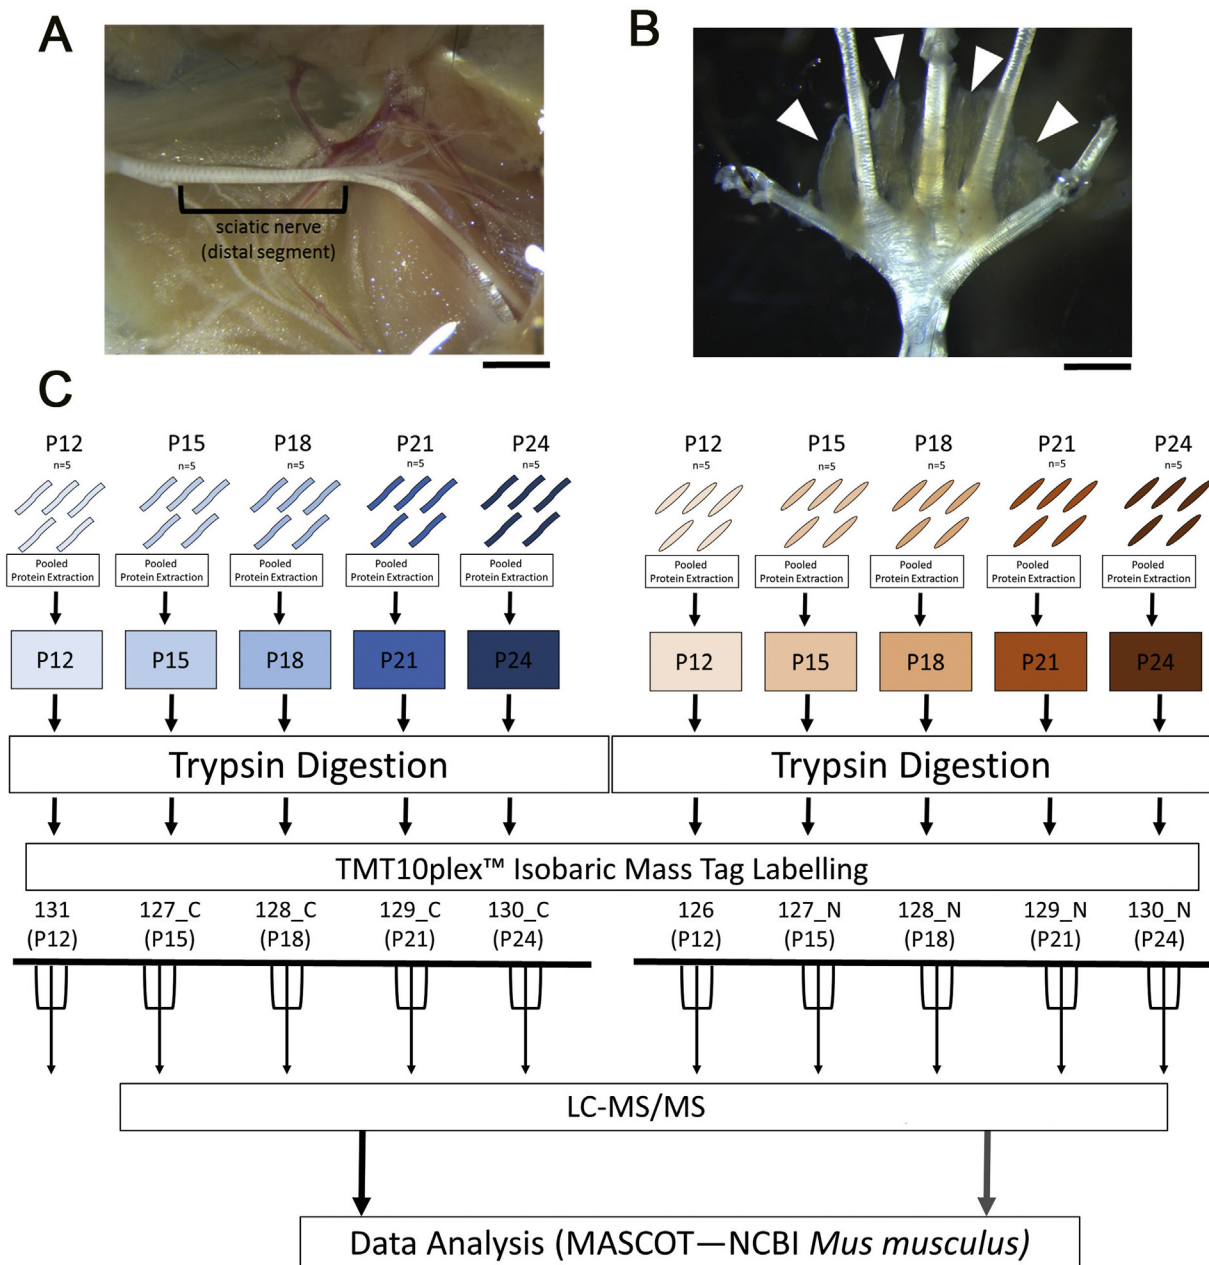 A
B
sciatic nerve
(distal segment)
C
P12 P15 P18 P21 P24
n=5 n=5 n=5 n=5 n=5
Pooled Pooled Pooled Pooled Pooled
Protein Extraction Protein Extraction Protein Extraction Protein Extraction Protein Extraction
P12 P15 P18 P21 P24
Trypsin Digestion
P12 P15 P18 P21 P24
n=5 n=5 n=5 n=5 n=5
Pooled Pooled Pooled Pooled Pooled
Protein Extraction Protein Extraction Protein Extraction Protein Extraction Protein Extraction
P12 P15 P18 P21 P24
Trypsin Digestion
TMT10plex™ Isobaric Mass Tag Labelling
131 127_C 128_C 129_C 130_C
(P12) (P15) (P18) (P21) (P24)
126 127_N 128_N 129_N 130_N
(P12) (P15) (P18) (P21) (P24)
LC-MS/MS
Data Analysis (MASCOT—NCBI Mus musculus)